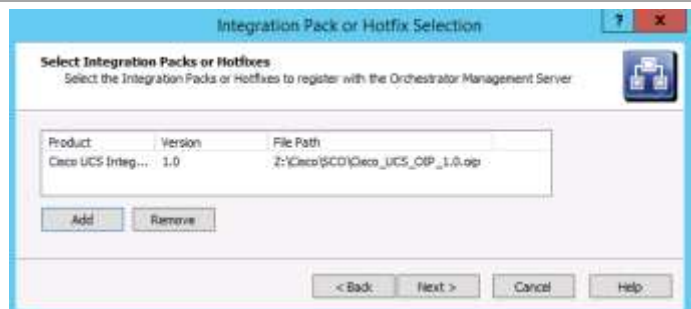 Integration Pack or Hotfix Selection
? x
Select Integration Packs or Hotfixes
Select the Integration Packs or Hotfixes to register with the Orchestrator Management Server
Product Version File Path
Cisco UCS Integ... 1.0 Z:\Cisco\SCO\Cisco_UCS_OIP_1.0.oip
Add Remove
< Back Next > Cancel Help